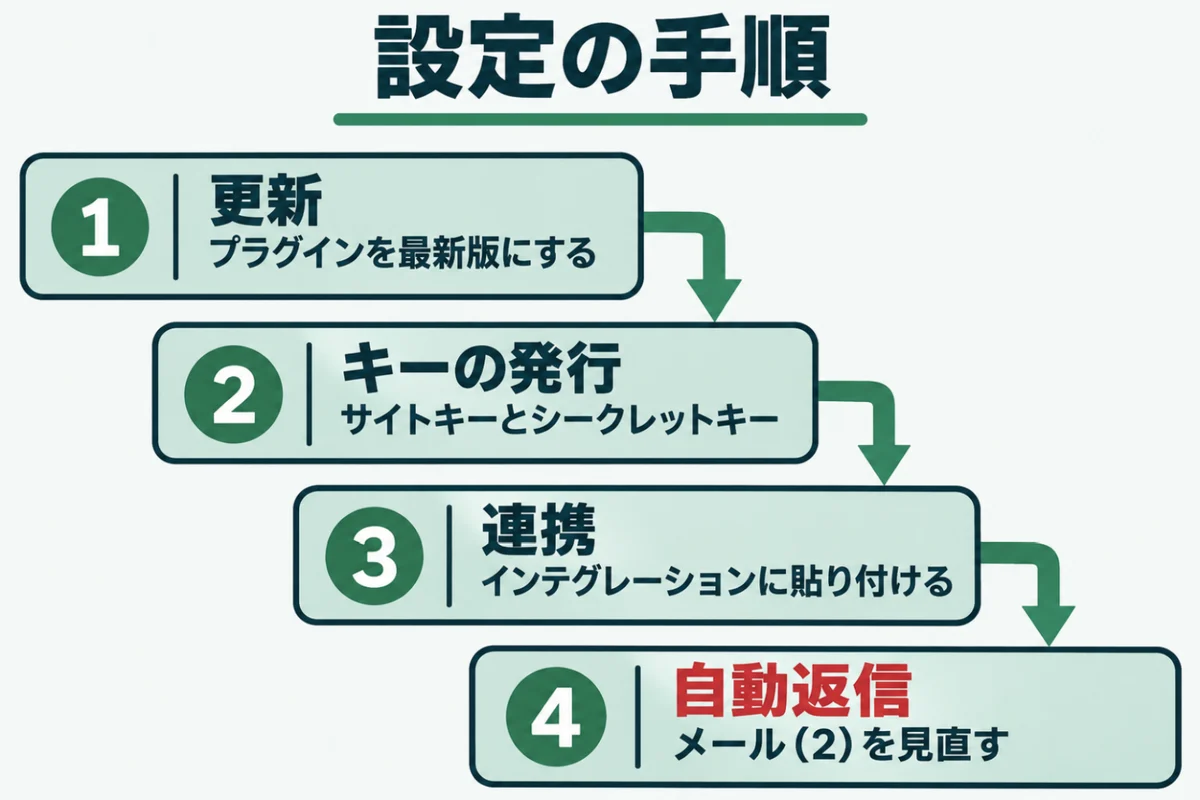 設定の手順
1
更新
プラグインを最新版にする
2
キーの発行
サイトキーとシークレットキー
3
連携
インテグレーションに貼り付ける
4
自動返信
メール(2)を見直す